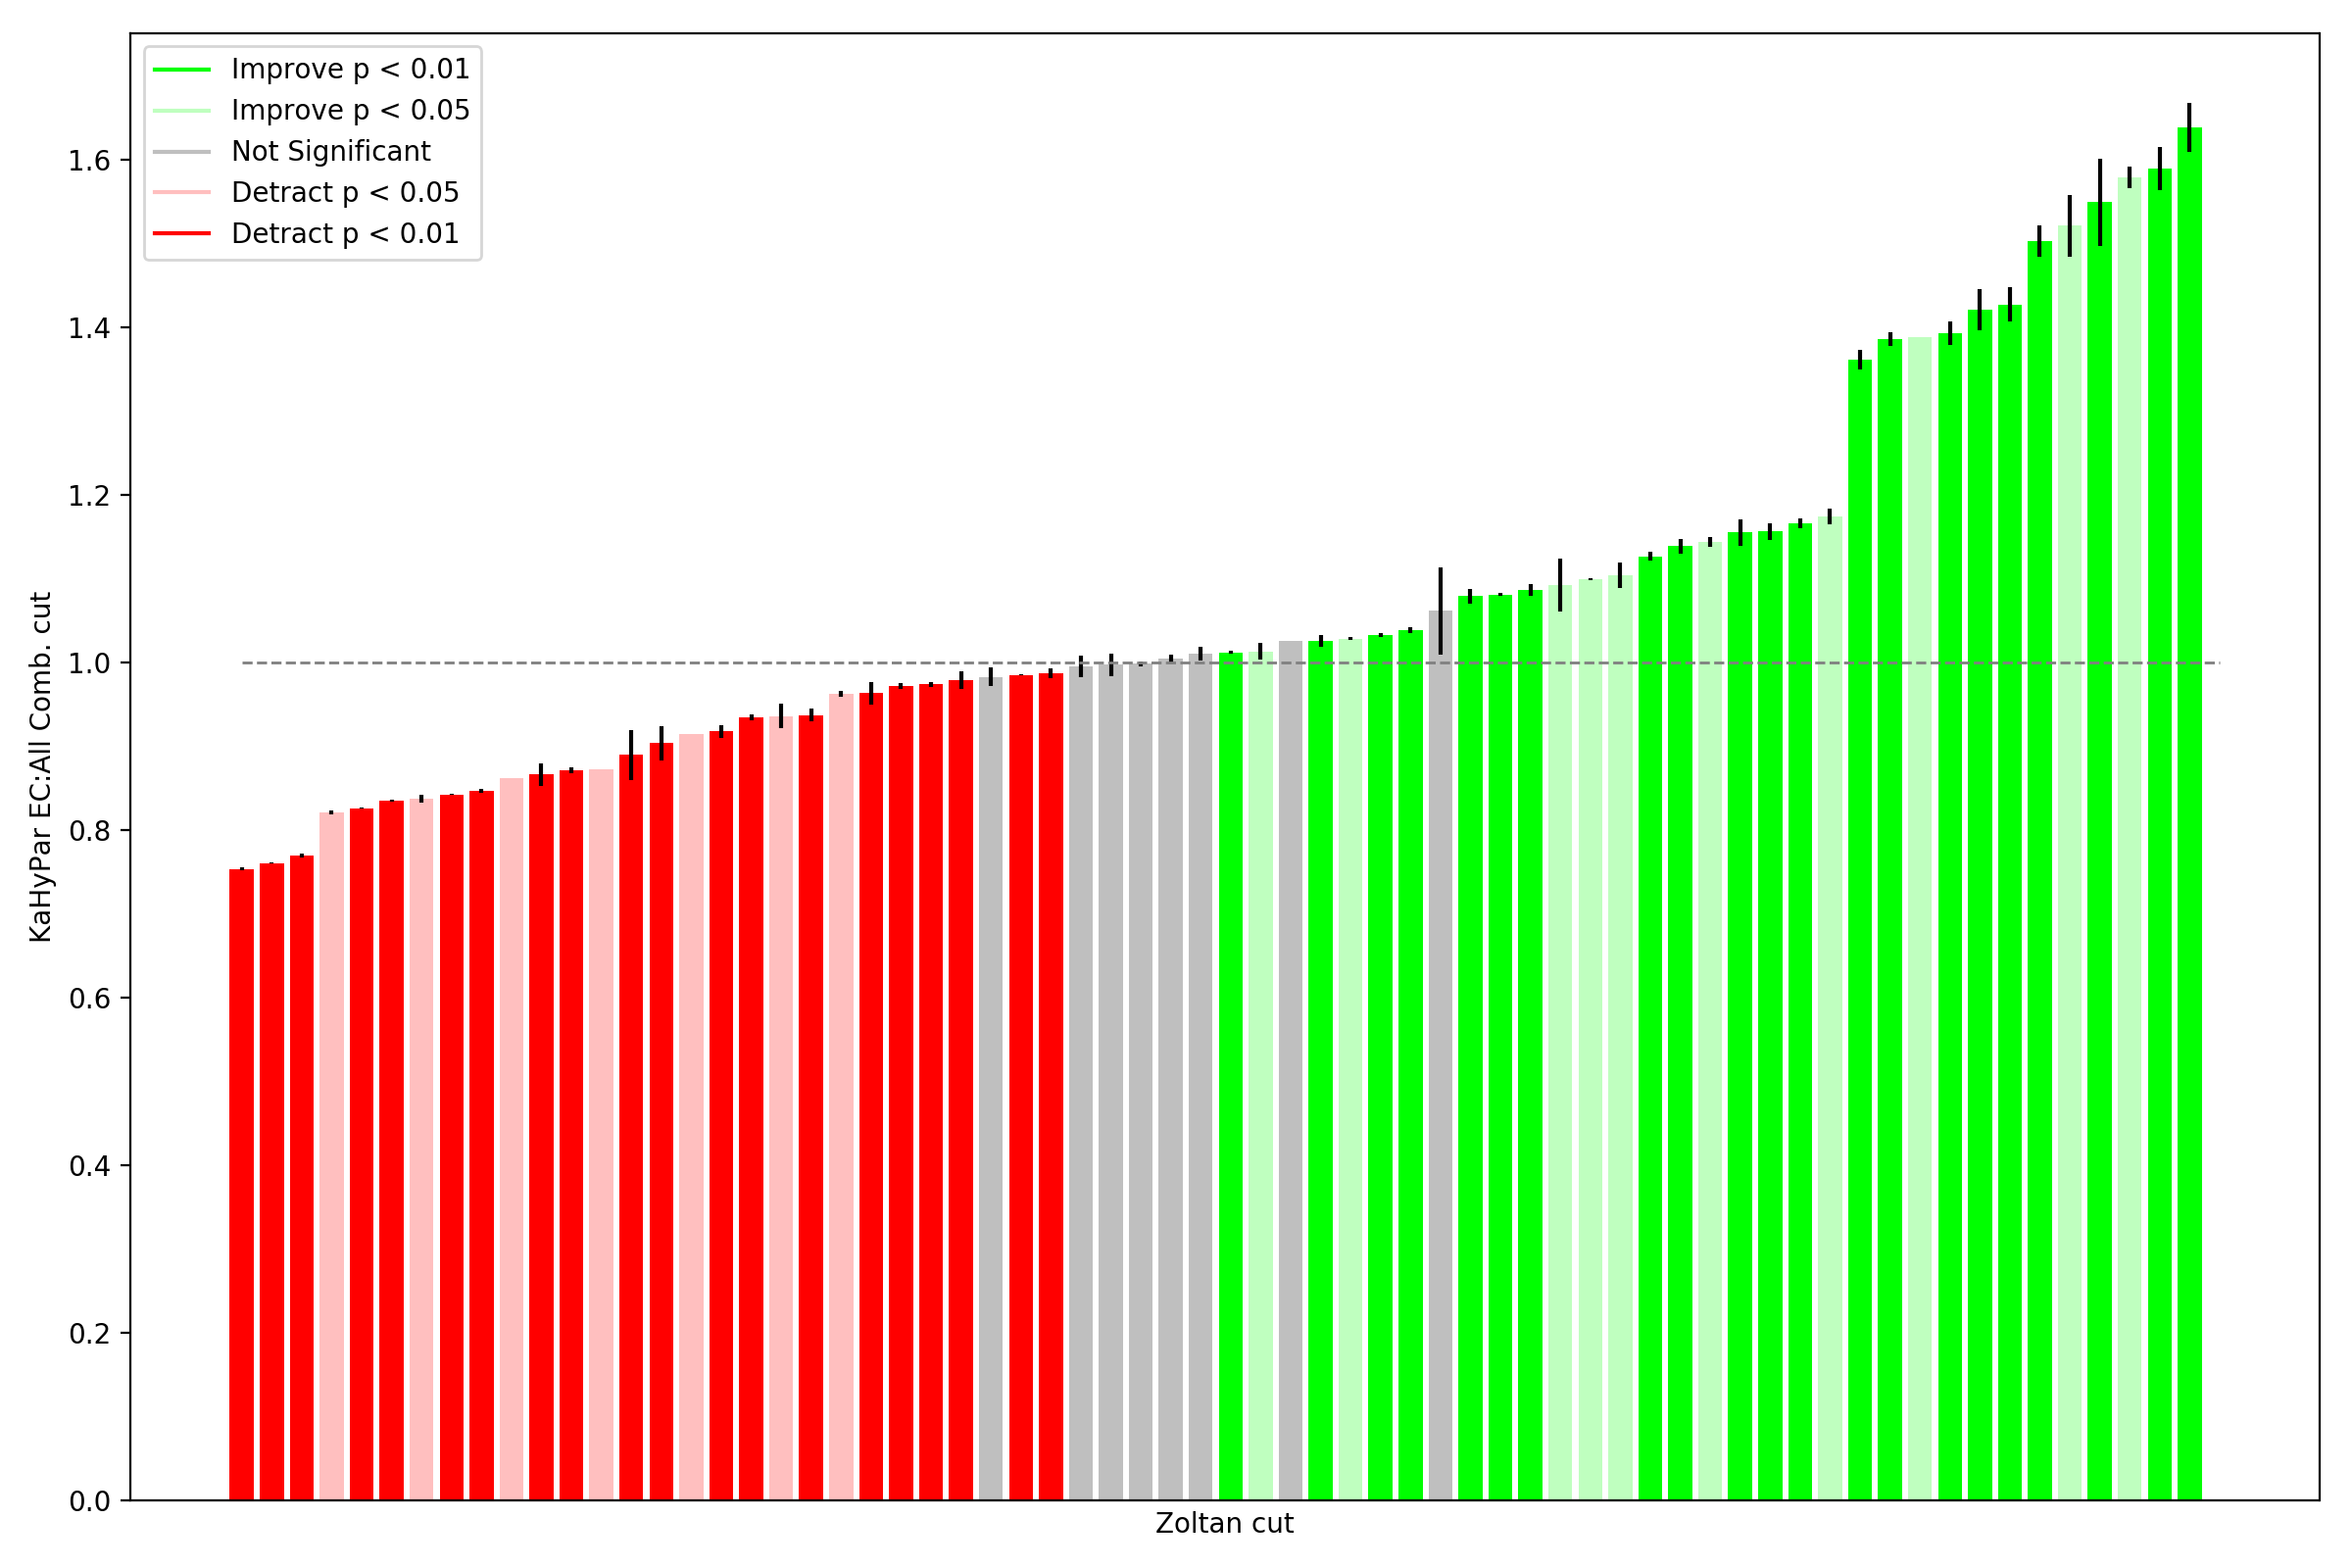 Improve p < 0.01
Improve p < 0.05
Not Significant
Detract p < 0.05
Detract p < 0.01
1.6
1.4
1.2
1.0
0.8
0.6
0.4
0.2
0.0
KaHyPar EC:All Comb. cut
Zoltan cut